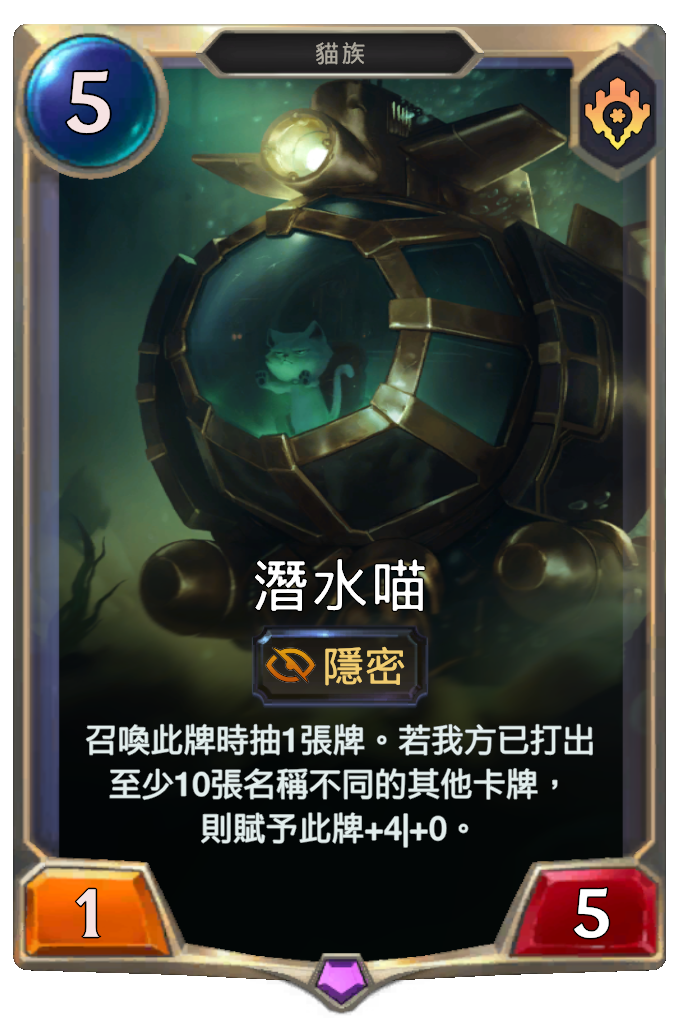 5
貓族
潛水喵
隱密
召喚此牌時抽1張牌。若我方已打出
至少10張名稱不同的其他卡牌，
則賦予此牌+4|+0。
1
5